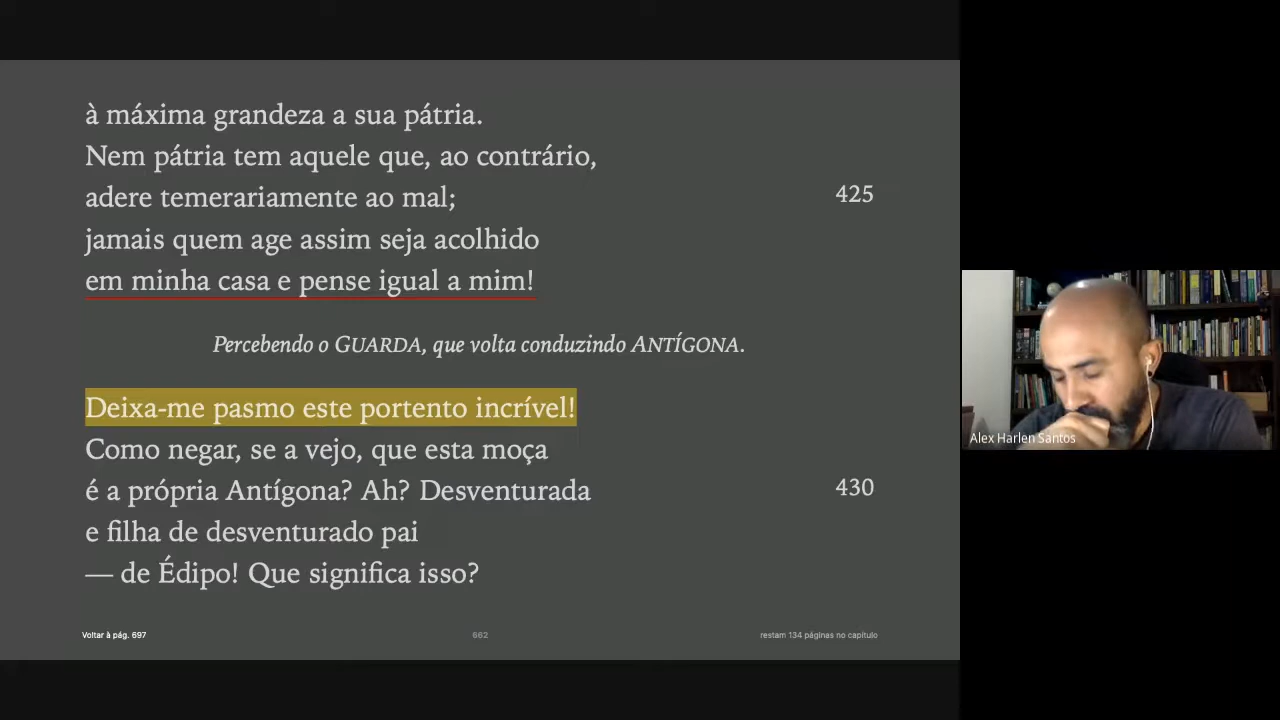 à máxima grandeza a sua pátria.
Nem pátria tem aquele que, ao contrário,
adere temerariamente ao mal;
425
jamais quem age assim seja acolhido
em minha casa e pense igual a mim!
Percebendo o GUARDA, que volta conduzindo ANTÍGONA.
Deixa-me pasmo este portento incrível!
Como negar, se a vejo, que esta moça
é a própria Antígona? Ah? Desventurada
430
e filha de desventurado pai
— de Édipo! Que significa isso?
Voltar à pág. 697
662
restam 134 páginas no capítulo
Alex Harlen Santos